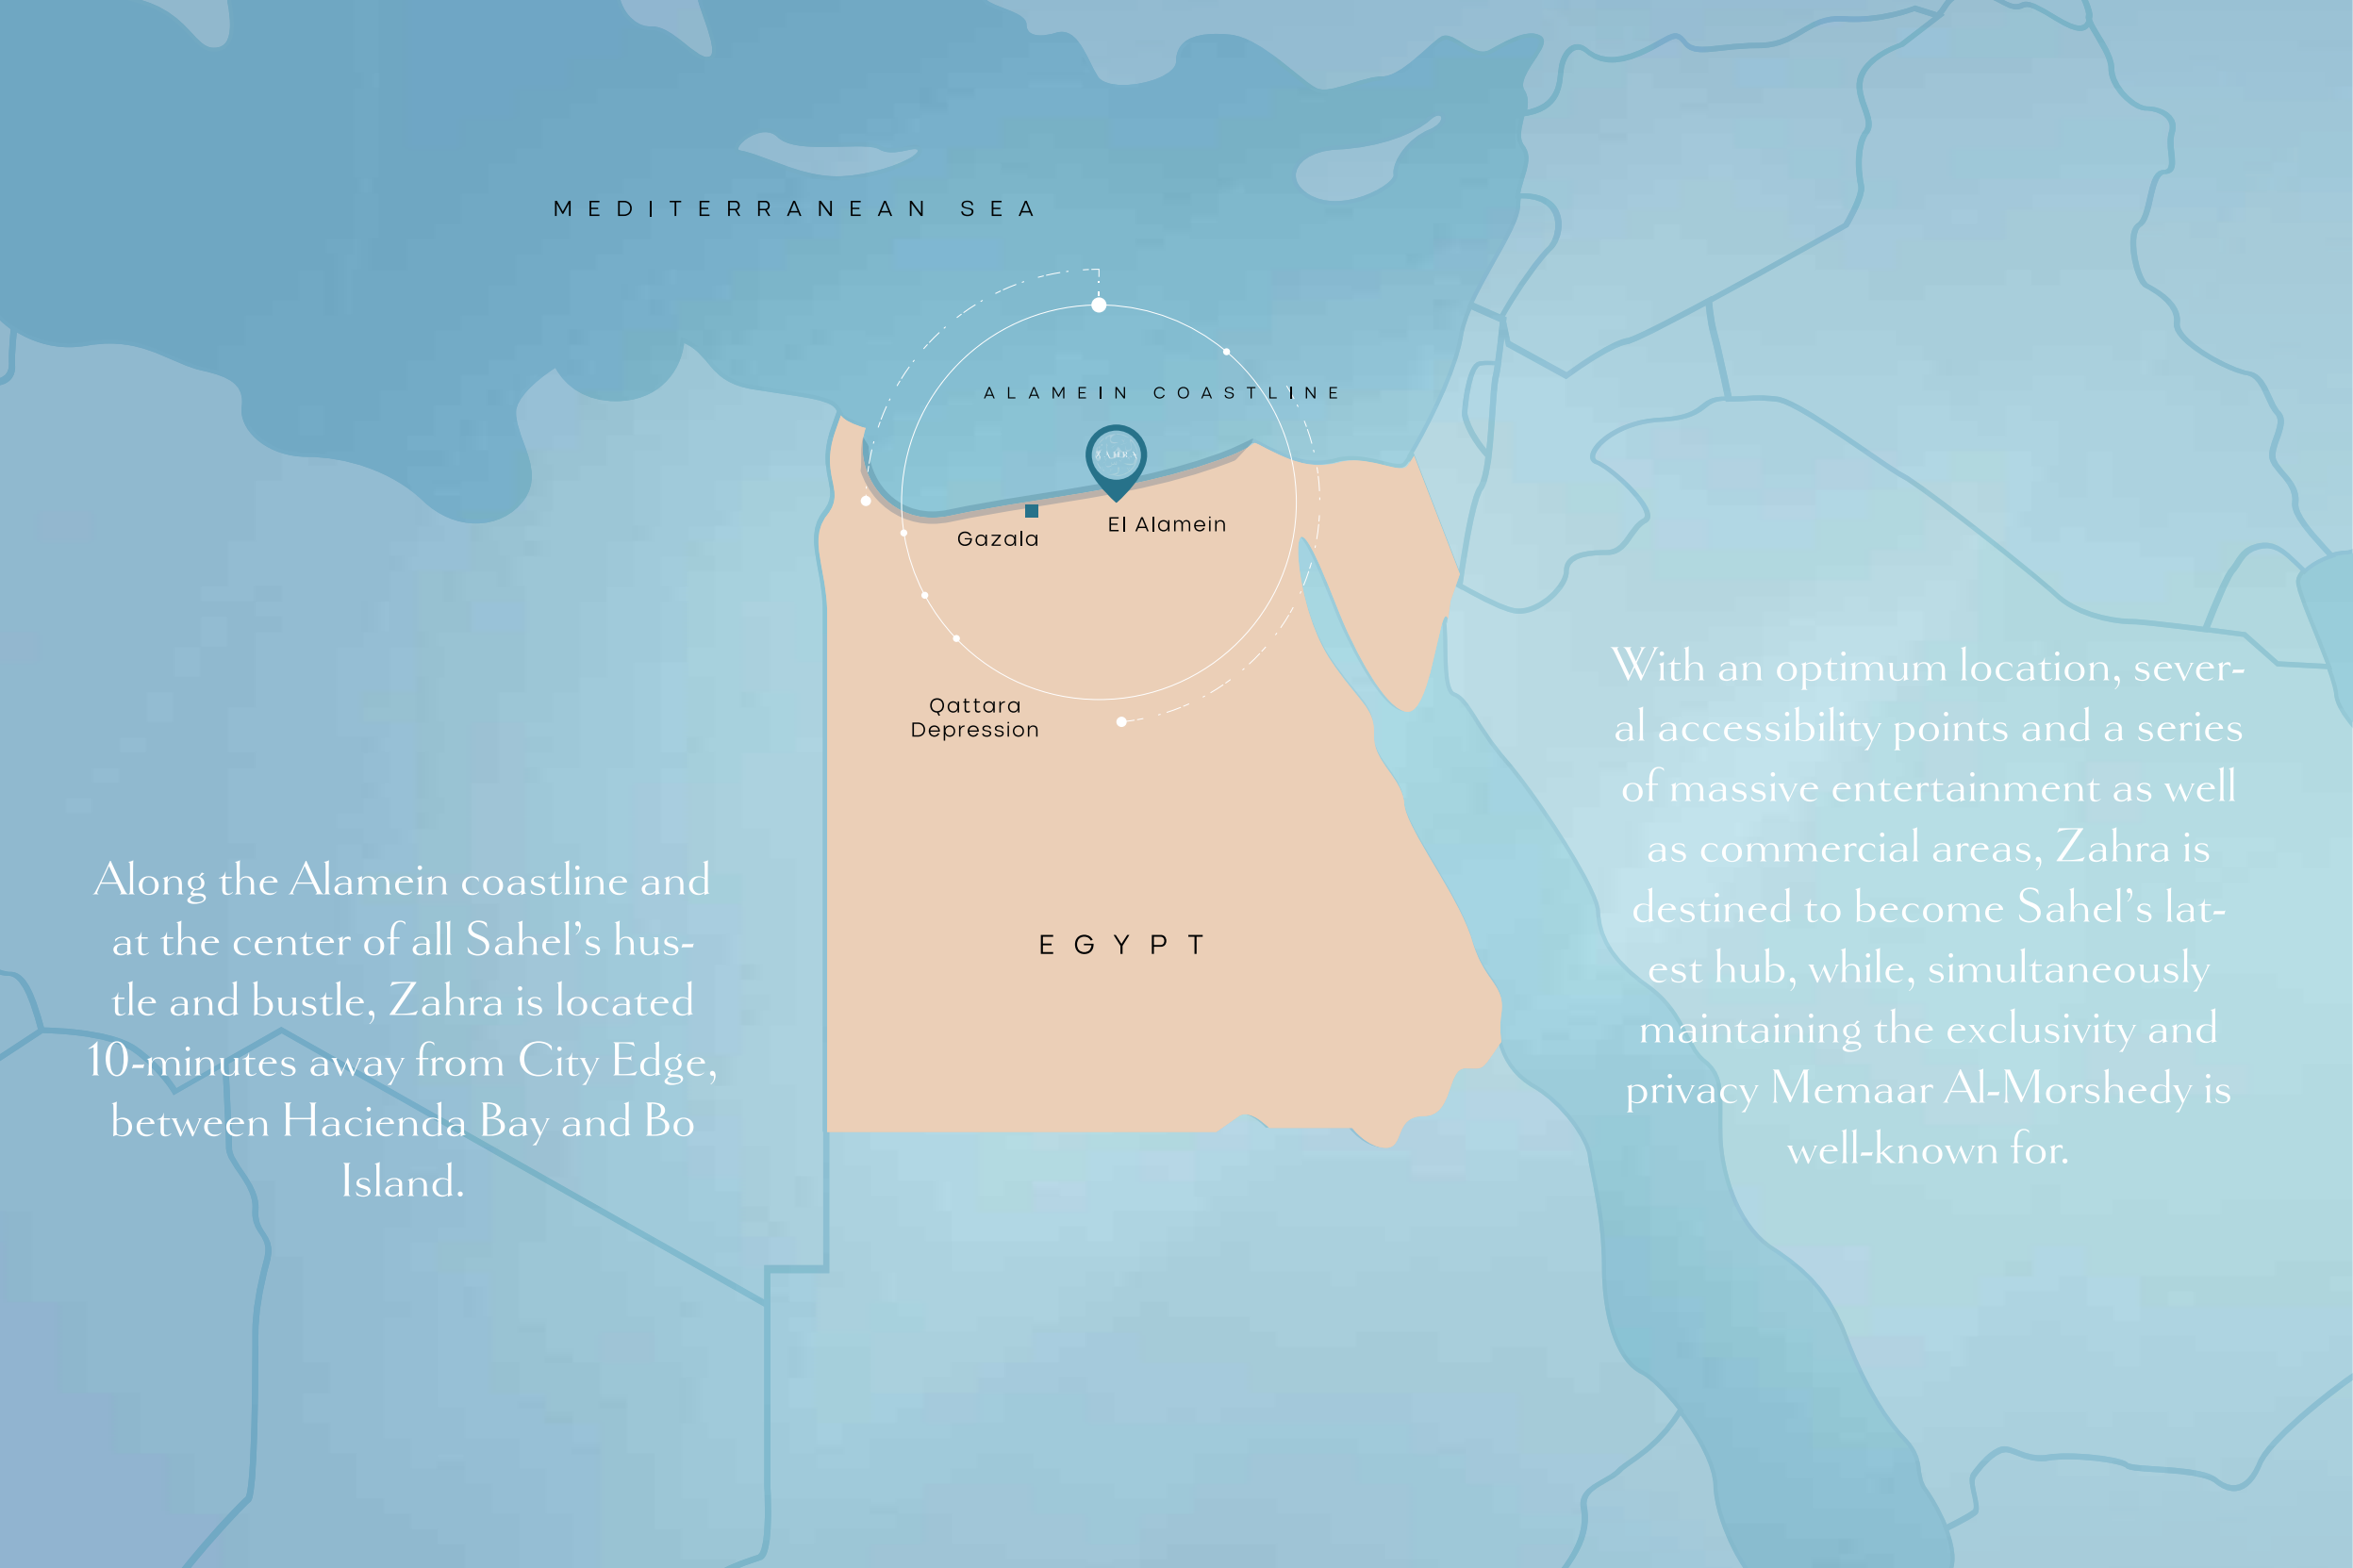 MEDITERRANEAN SEA
ALAMEIN COASTLINE
El Alamein
Gazala
Qattara
Depression
EGYPT
Along the Alamein coastline and
at the center of all Sahel’s hus-
tle and bustle, Zahra is located
10-minutes away from City Edge,
between Hacienda Bay and Bo
Island.
With an optimum location, sever-
al accessibility points and a series
of massive entertainment as well
as commercial areas, Zahra is
destined to become Sahel’s lat-
est hub, while, simultaneously
maintaining the exclusivity and
privacy Memaar Al-Morshedy is
well-known for.